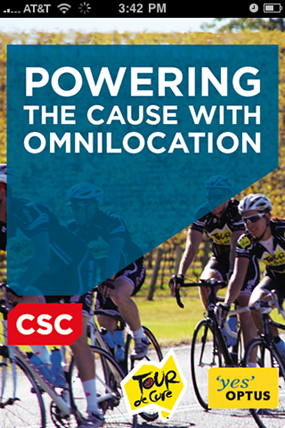 AT&T 3:42 PM
POWERING
THE CAUSE WITH
OMNILOCATION
CSC
TOUR
de Cure
'yes'
OPTUS